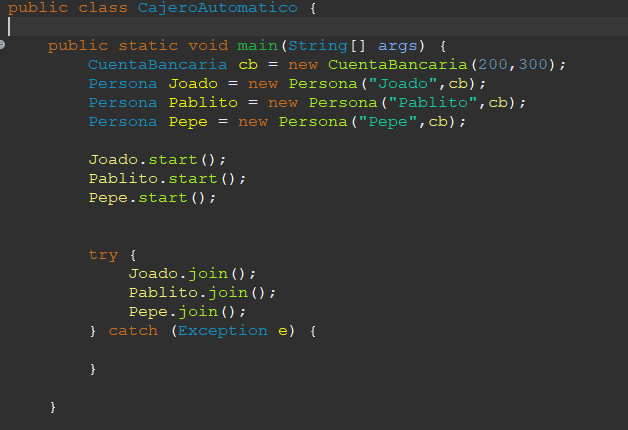 public class CajeroAutomatico {
public static void main(String[] args) {
CuentaBancaria cb = new CuentaBancaria(200,300);
Persona Joado = new Persona("Joado",cb);
Persona Pablito = new Persona("Pablito",cb);
Persona Pepe = new Persona("Pepe",cb);
Joado.start();
Pablito.start();
Pepe.start();
try {
Joado.join();
Pablito.join();
Pepe.join();
} catch (Exception e) {
}
}